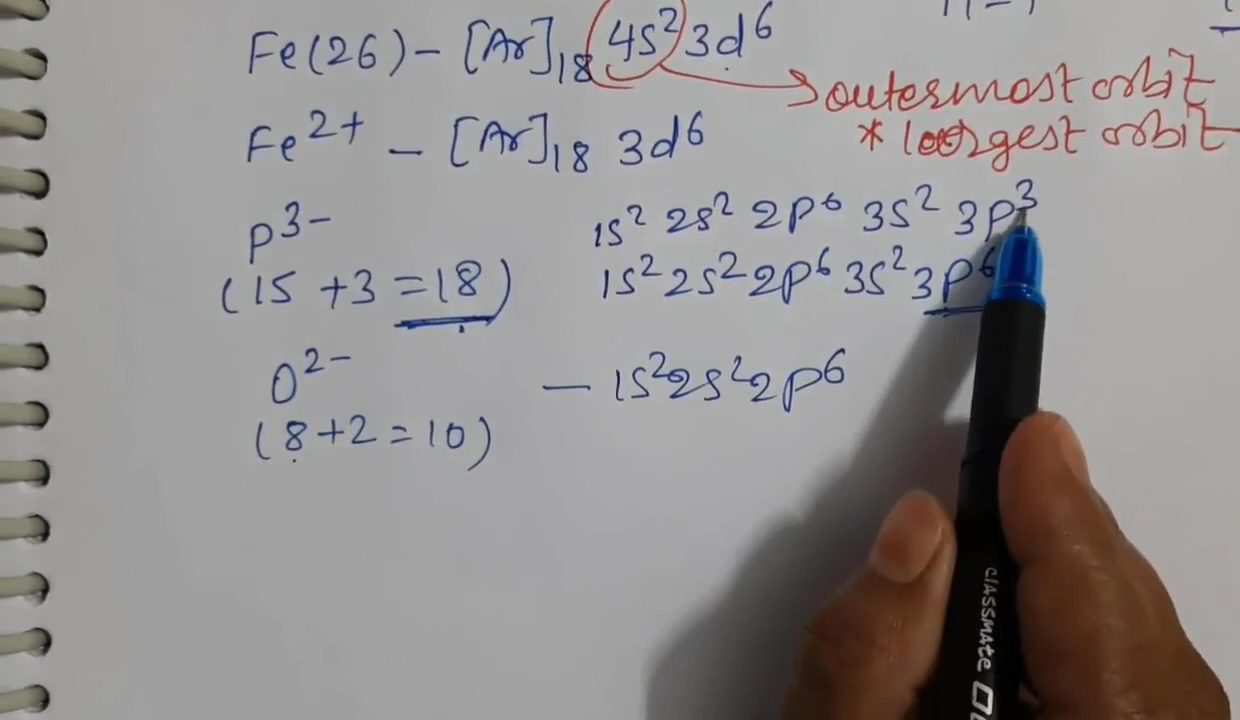 Fe(26) - [Ar]18 4s² 3d⁶
outermost orbit
Fe²⁺ - [Ar]18 3d⁶
* largest orbit
p³⁻ 1s² 2s² 2p⁶ 3s² 3p³
(15 +3 =18) 1s² 2s² 2p⁶ 3s² 3p⁶
O²⁻ - 1s² 2s² 2p⁶
(8+2=10)
classmate